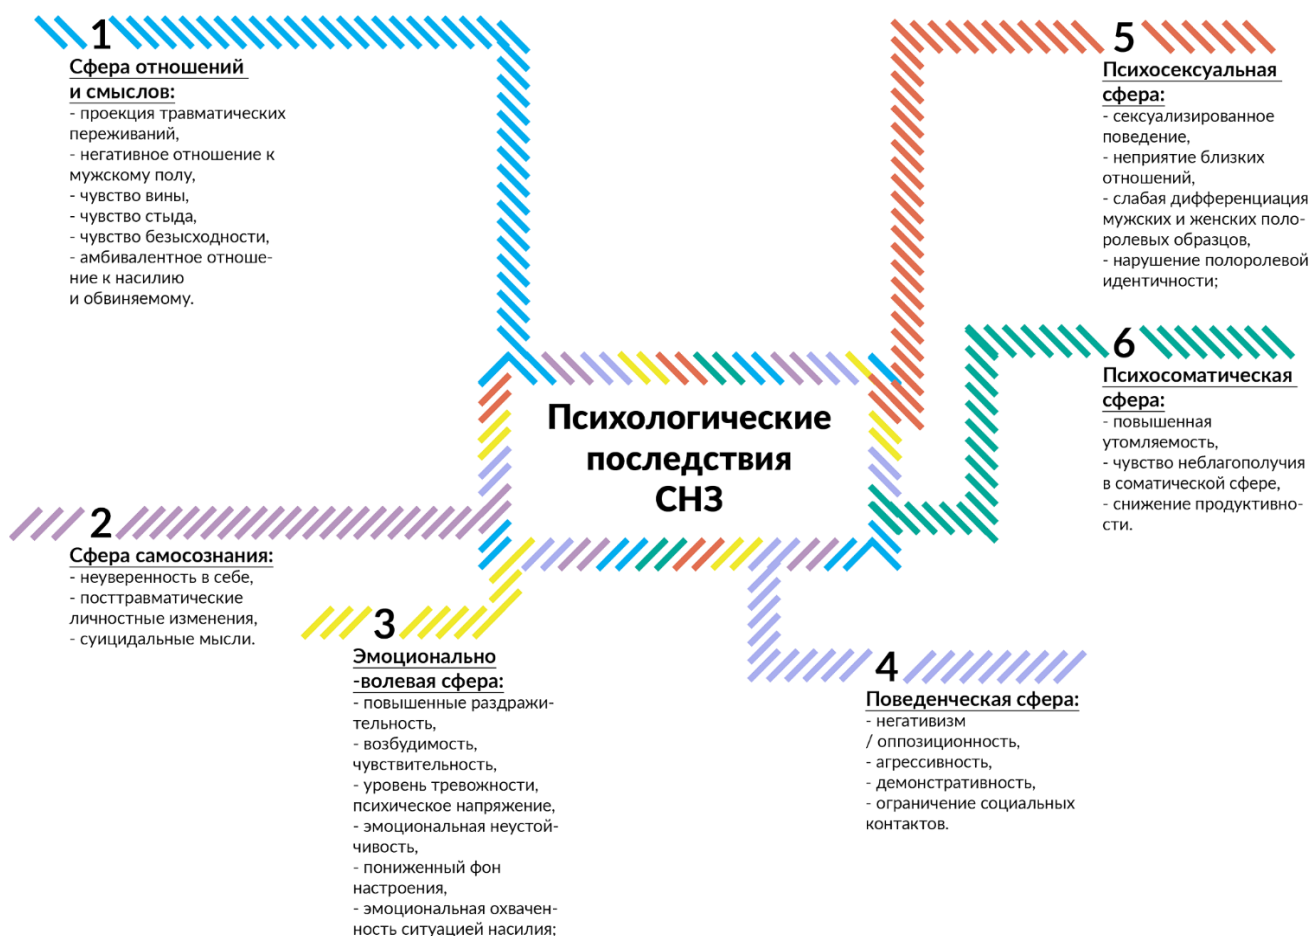 1
Сфера отношений
и смыслов:
- проекция травматических
переживаний,
- негативное отношение к
мужскому полу,
- чувство вины,
- чувство стыда,
- чувство безысходности,
- амбивалентное отноше-
ние к насилию
и обвиняемому.
Психологические
последствия
СНЗ
2
Сфера самосознания:
- неуверенность в себе,
- посттравматические
личностные изменения,
- суицидальные мысли.
3
Эмоционально
-волевая сфера:
- повышенные раздражи-
тельность,
- возбудимость,
чувствительность,
- уровень тревожности,
психическое напряжение,
- эмоциональная неустой-
чивость,
- пониженный фон
настроения,
- эмоциональная охвачен-
ность ситуацией насилия;
4
Поведенческая сфера:
- негативизм
/ оппозиционность,
- агрессивность,
- демонстративность,
- ограничение социальных
контактов.
5
Психосексуальная
сфера:
- сексуализированное
поведение,
- неприятие близких
отношений,
- слабая дифференциация
мужских и женских поло-
ролевых образцов,
- нарушение полоролевой
идентичности;
6
Психосоматическая
сфера:
- повышенная
утомляемость,
- чувство неблагополучия
в соматической сфере,
- снижение продуктивно-
сти.